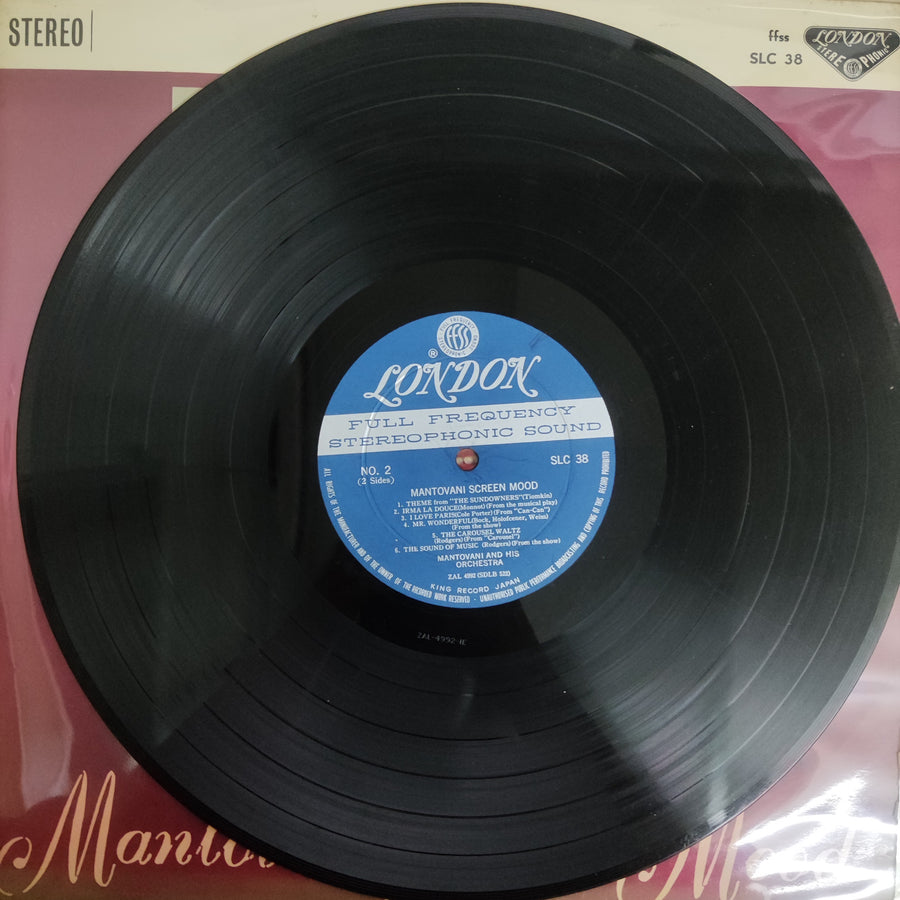 STEREO
ffss
SLC 38
LONDON
PHONIC
FFSS
®
LONDON
FULL FREQUENCY
STEREOPHONIC SOUND
NO. 2
(2 Sides)
SLC 38
MANTOVANI SCREEN MOOD
1. THEME from "THE SUNDOWNERS"(Tiomkin)
2. IRMA LA DOUCE(Monnot)(From the musical play)
3. I LOVE PARIS(Cole Porter)(From "Can-Can")
4. MR. WONDERFUL(Bock, Holofcener, Weiss)
(From the show)
5. THE CAROUSEL WALTZ
(Rodgers)(From "Carousel")
6. THE SOUND OF MUSIC (Rodgers)(From the show)
MANTOVANI AND HIS
ORCHESTRA
ZAL 4992 (SDLB 522)
KING RECORD JAPAN
ALL RIGHTS OF THE MANUFACTURER AND OF THE OWNER OF THE RECORDED WORK RESERVED · UNAUTHORISED PUBLIC PERFORMANCE BROADCASTING AND COPYING OF THIS RECORD PROHIBITED
ZAL-4992-
Manto
Mood